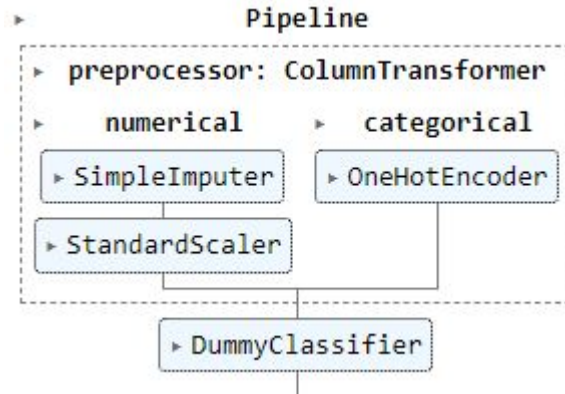 Pipeline
preprocessor: ColumnTransformer
numerical
categorical
SimpleImputer
OneHotEncoder
StandardScaler
DummyClassifier